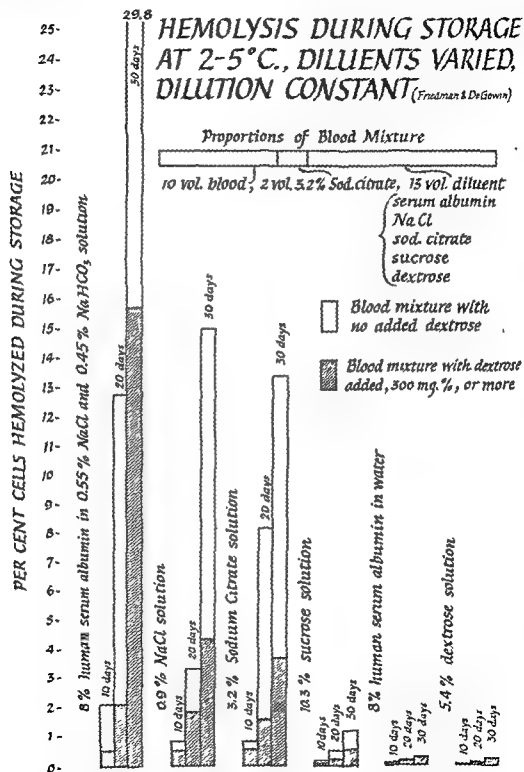 29.8
HEMOLYSIS DURING STORAGE
AT 2-5°C., DILUENTS VARIED,
DILUTION CONSTANT (Friedman & DeGowin)
Proportions of Blood Mixture
10 vol. blood; 2 vol. 3.2% Sod. citrate, 13 vol. diluent
serum albumin
NaCl
sod. citrate
sucrose
dextrose
Blood mixture with
no added dextrose
Blood mixture with dextrose
added, 300 mg.%, or more
PER CENT CELLS HEMOLYZED DURING STORAGE
25-
24-
23-
22-
21-
20-
19-
18-
17-
16-
15-
14-
13-
12-
11-
10-
9-
8-
7-
6-
5-
4-
3-
2-
1-
0-
8% human serum albumin in 0.55% NaCl and 0.45% NaHCO₃ solution
10 days
20 days
30 days
0.9% NaCl solution
10 days
20 days
30 days
3.2% Sodium Citrate solution
10 days
20 days
30 days
10.3% sucrose solution
10 days
20 days
30 days
8% human serum albumin in water
10 days
20 days
30 days
5.4% dextrose solution
10 days
20 days
30 days